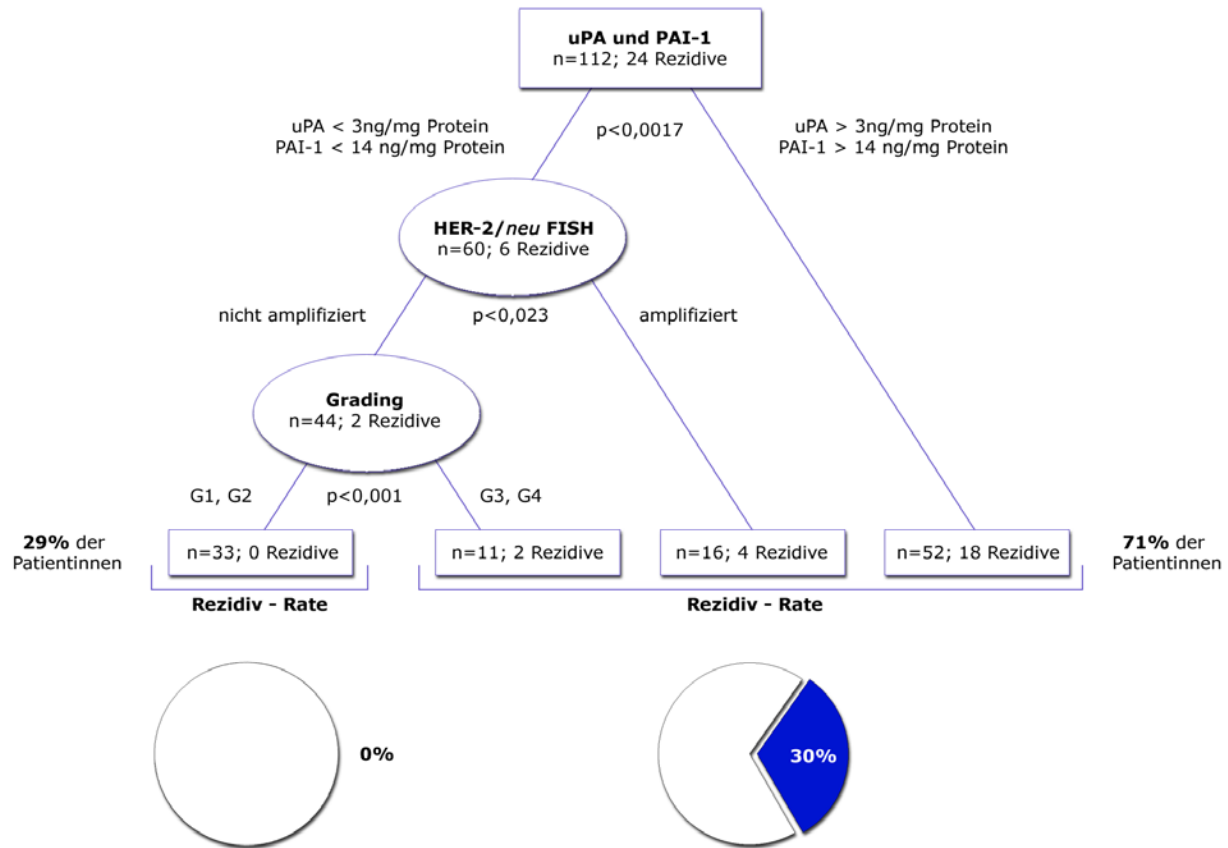 uPA und PAI-1
n=112; 24 Rezidive
uPA < 3ng/mg Protein
PAI-1 < 14 ng/mg Protein
p<0,0017
uPA > 3ng/mg Protein
PAI-1 > 14 ng/mg Protein
HER-2/neu FISH
n=60; 6 Rezidive
nicht amplifiziert
p<0,023
amplifiziert
Grading
n=44; 2 Rezidive
G1, G2
p<0,001
G3, G4
29% der
Patientinnen
n=33; 0 Rezidive
n=11; 2 Rezidive
n=16; 4 Rezidive
n=52; 18 Rezidive
71% der
Patientinnen
Rezidiv - Rate
Rezidiv - Rate
0%
30%